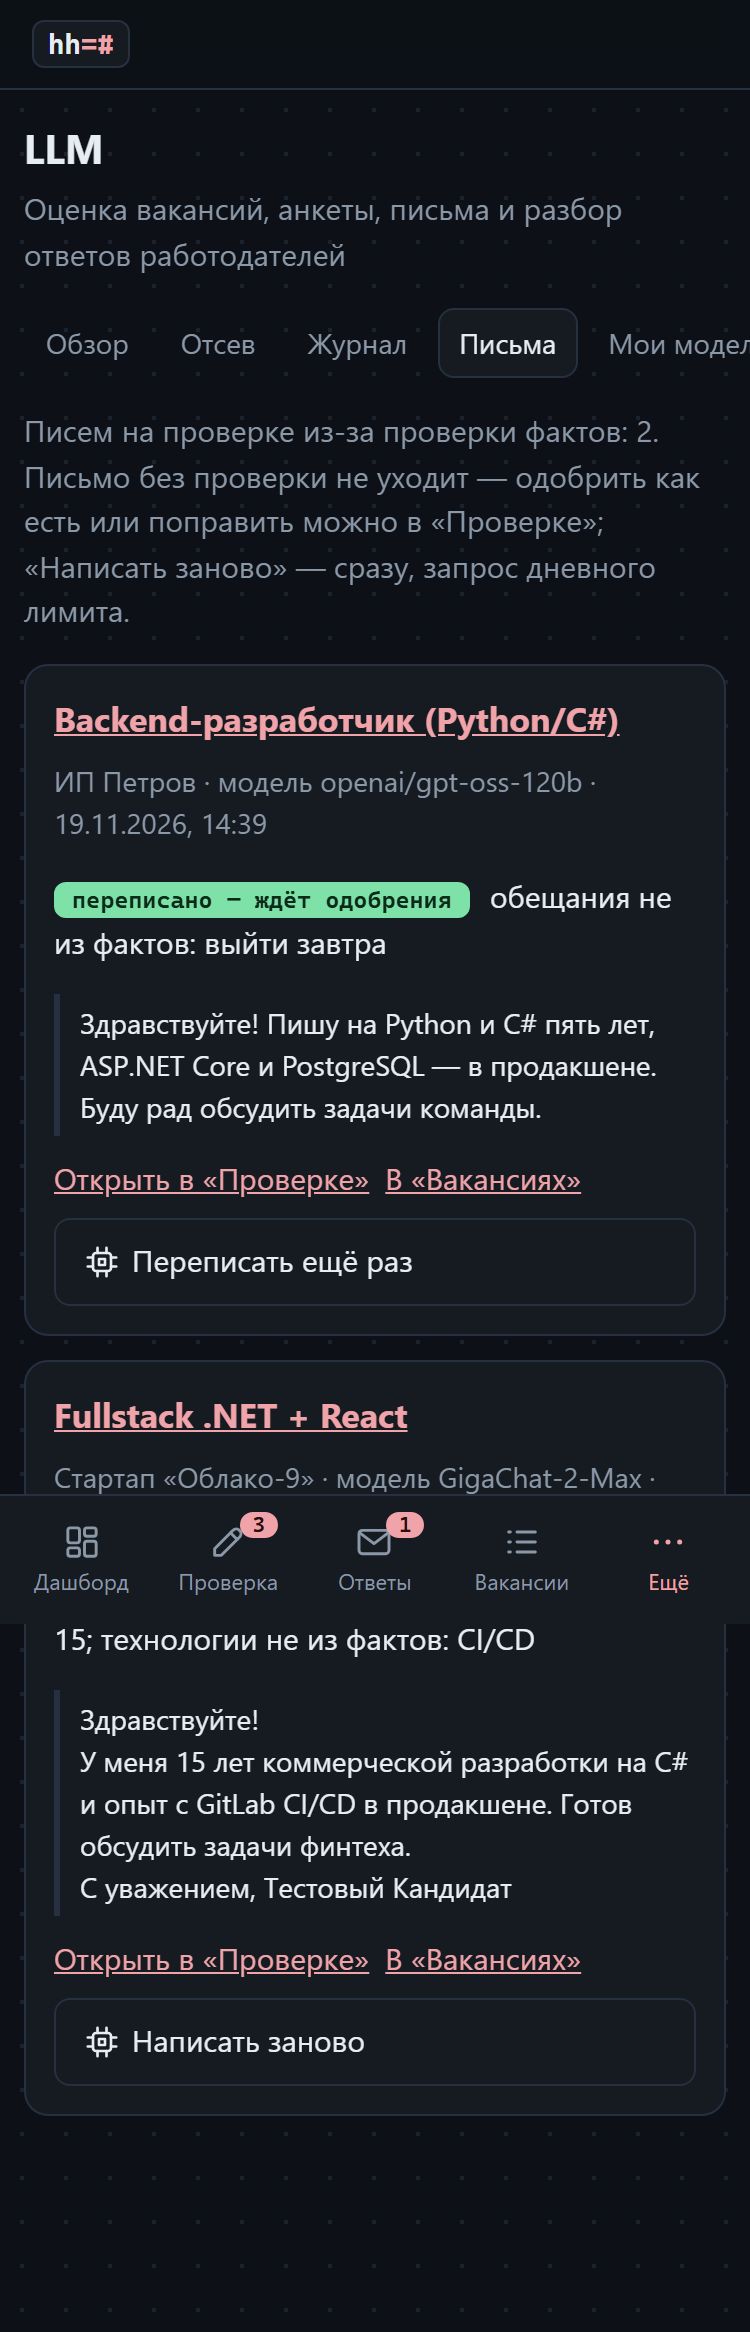 hh=#
LLM
Оценка вакансий, анкеты, письма и разбор
ответов работодателей
Обзор Отсев Журнал Письма Мои модел
Писем на проверке из-за проверки фактов: 2.
Письмо без проверки не уходит — одобрить как
есть или поправить можно в «Проверке»;
«Написать заново» — сразу, запрос дневного
лимита.
Backend-разработчик (Python/C#)
ИП Петров · модель openai/gpt-oss-120b ·
19.11.2026, 14:39
переписано — ждёт одобрения обещания не
из фактов: выйти завтра
Здравствуйте! Пишу на Python и C# пять лет,
ASP.NET Core и PostgreSQL — в продакшене.
Буду рад обсудить задачи команды.
Открыть в «Проверке» В «Вакансиях»
Переписать ещё раз
Fullstack .NET + React
Стартап «Облако-9» · модель GigaChat-2-Max ·
3 1
Дашборд Проверка Ответы Вакансии Ещё
15; технологии не из фактов: CI/CD
Здравствуйте!
У меня 15 лет коммерческой разработки на C#
и опыт с GitLab CI/CD в продакшене. Готов
обсудить задачи финтеха.
С уважением, Тестовый Кандидат
Открыть в «Проверке» В «Вакансиях»
Написать заново